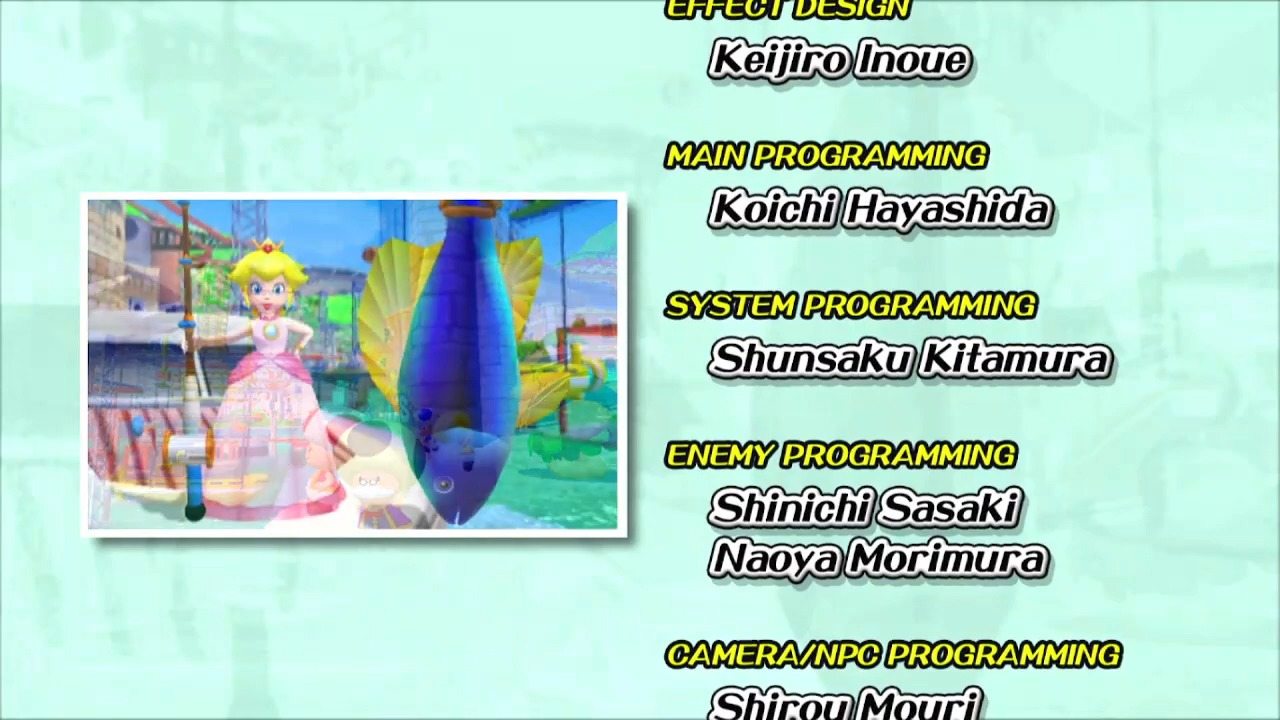 EFFECT DESIGN
Keijiro Inoue
MAIN PROGRAMMING
Koichi Hayashida
SYSTEM PROGRAMMING
Shunsaku Kitamura
ENEMY PROGRAMMING
Shinichi Sasaki
Naoya Morimura
CAMERA/NPC PROGRAMMING
Shirou Mouri